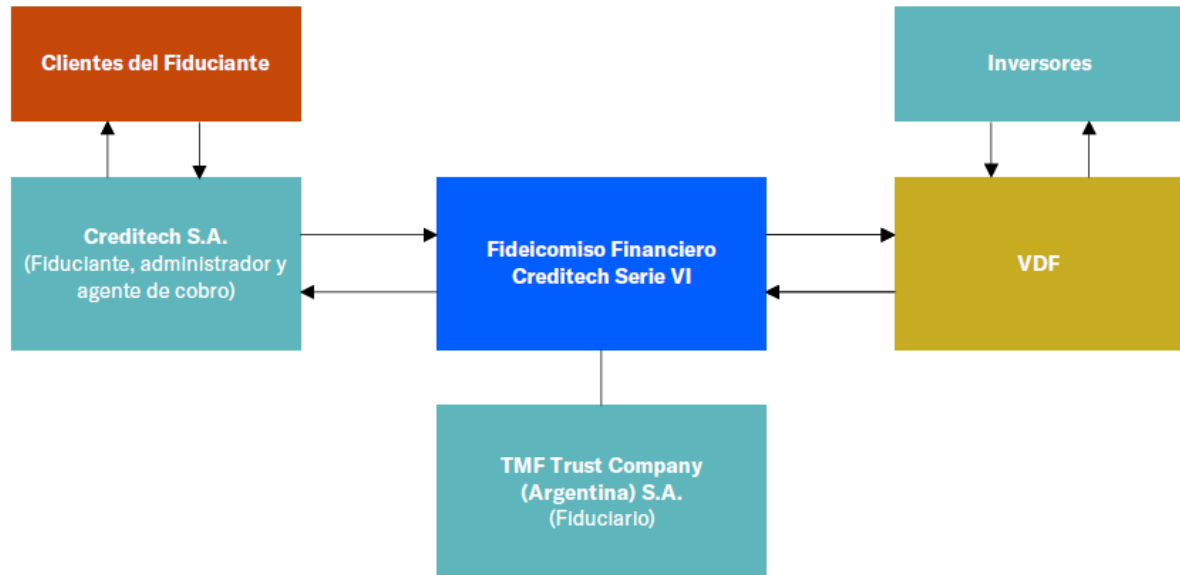 Clientes del Fiduciante
Inversores
Creditech S.A.
(Fiduciante, administrador y
agente de cobro)
Fideicomiso Financiero
Creditech Serie VI
VDF
TMF Trust Company
(Argentina) S.A.
(Fiduciario)